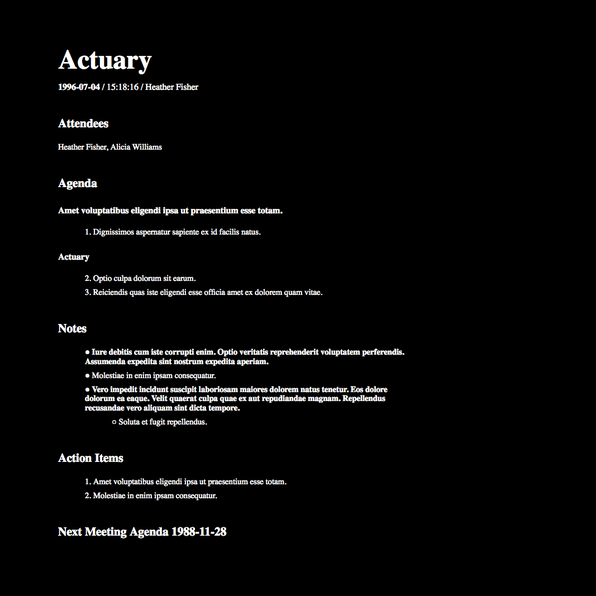 Actuary
1996-07-04 / 15:18:16 / Heather Fisher
Attendees
Heather Fisher, Alicia Williams
Agenda
Amet voluptatibus eligendi ipsa ut praesentium esse totam.
1. Dignissimos aspernatur sapiente ex id facilis natus.
Actuary
2. Optio culpa dolorum sit earum.
3. Reiciendis quas iste eligendi esse officia amet ex dolorem quam vitae.
Notes
● Iure debitis cum iste corrupti enim. Optio veritatis reprehenderit voluptatem perferendis.
Assumenda expedita sint nostrum expedita aperiam.
● Molestiae in enim ipsam consequatur.
● Vero impedit incidunt suscipit laboriosam maiores dolorem natus tenetur. Eos dolore
dolorum ea eaque. Velit quaerat culpa quae ex aut repudiandae magnam. Repellendus
recusandae vero aliquam sint dicta tempore.
○ Soluta et fugit repellendus.
Action Items
1. Amet voluptatibus eligendi ipsa ut praesentium esse totam.
2. Molestiae in enim ipsam consequatur.
Next Meeting Agenda 1988-11-28